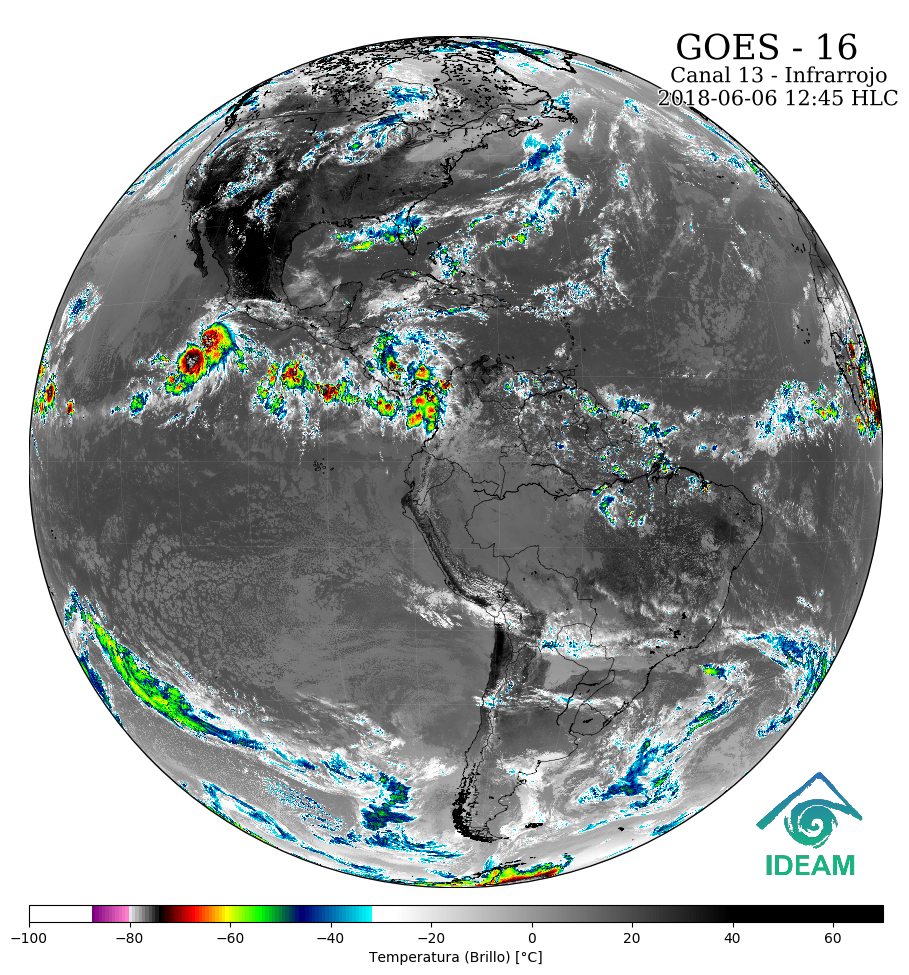 GOES - 16
Canal 13 - Infrarrojo
2018-06-06 12:45 HLC
IDEAM
−100 −80 −60 −40 −20 0 20 40 60
Temperatura (Brillo) [°C]